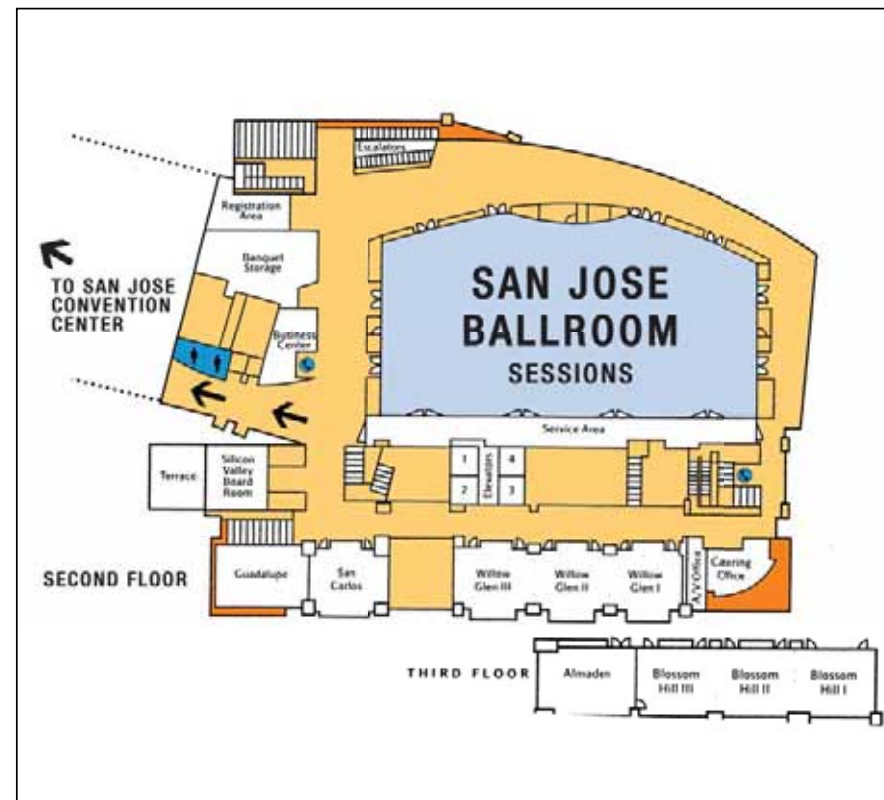 Escalators
Registration
Area
Banquet
Storage
TO SAN JOSE
CONVENTION
CENTER
Business
Center
SAN JOSE
BALLROOM
SESSIONS
Service Area
Terrace
Silicon
Valley
Board
Room
1
2
Elevators
4
3
SECOND FLOOR
Guadalupe
San
Carlos
Willow
Glen III
Willow
Glen II
Willow
Glen I
A/V Office
Catering
Office
THIRD FLOOR
Almaden
Blossom
Hill III
Blossom
Hill II
Blossom
Hill I